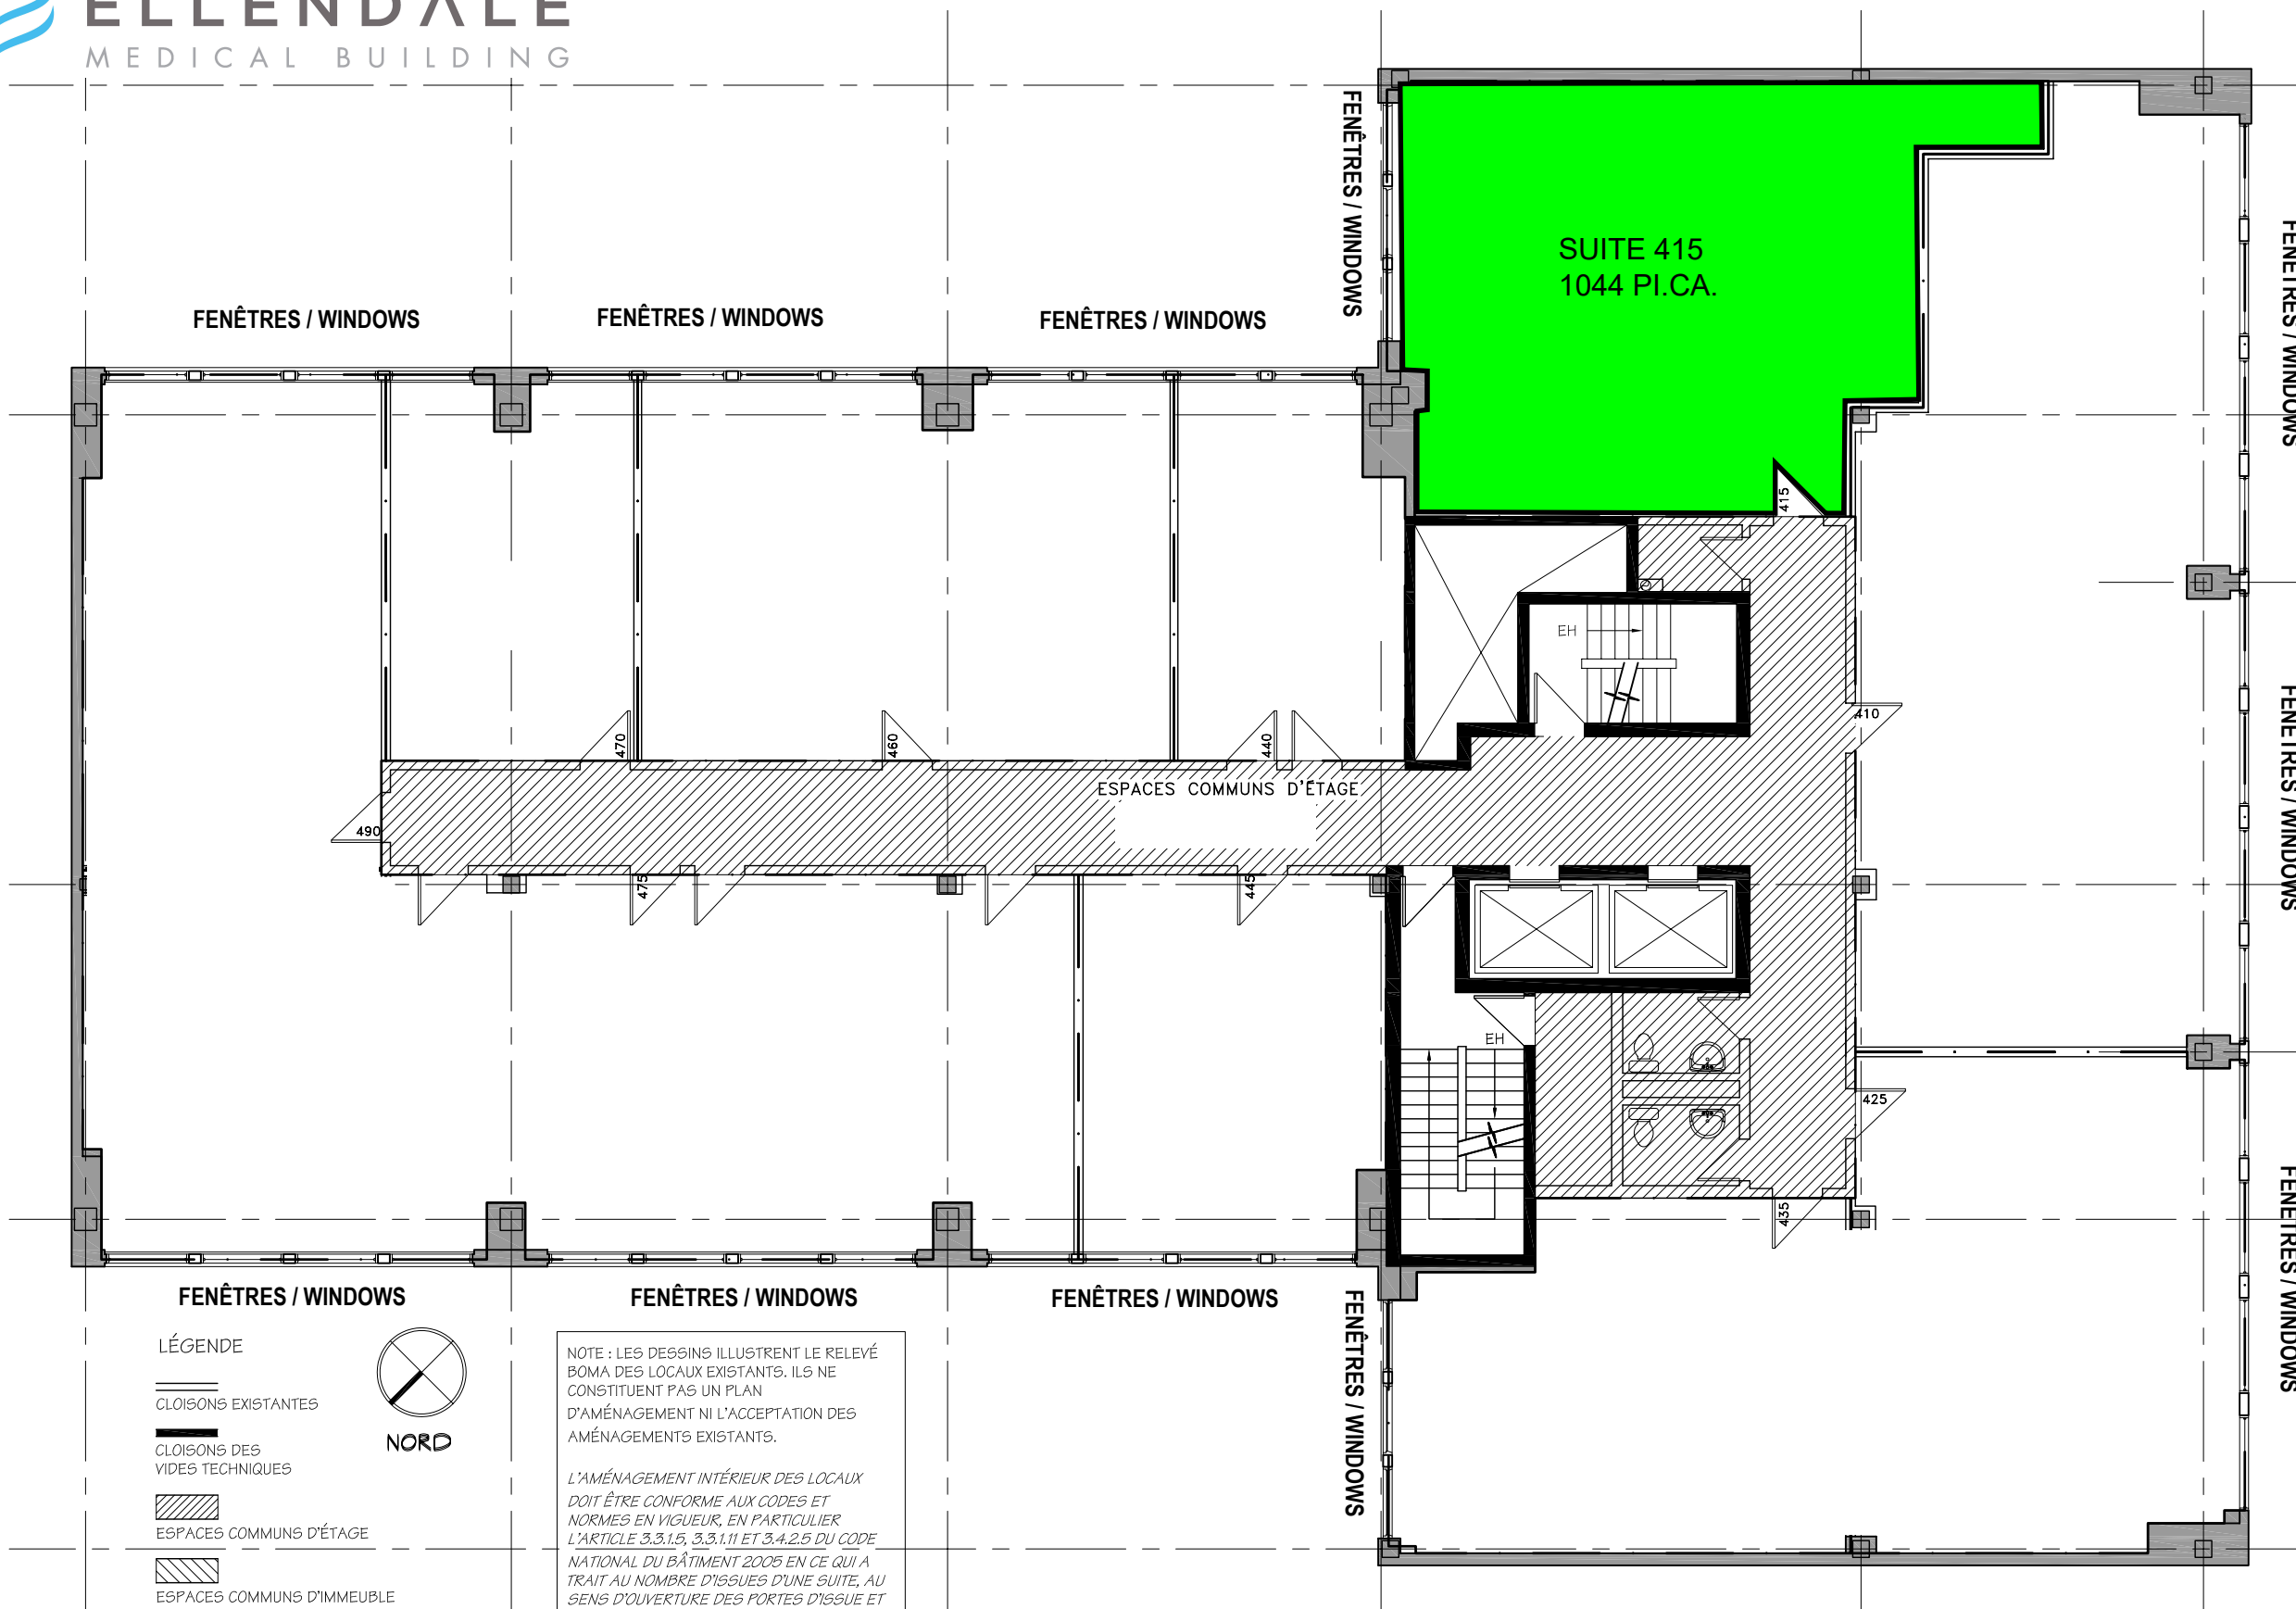 ELLENDALE
MEDICAL BUILDING
FENÊTRES / WINDOWS
FENÊTRES / WINDOWS
FENÊTRES / WINDOWS
FENÊTRES / WINDOWS
SUITE 415
1044 PI.CA.
FENÊTRES / WINDOWS
415
EH
410
470
460
440
ESPACES COMMUNS D'ÉTAGE
490
FENÊTRES / WINDOWS
475
445
EH
425
435
FENÊTRES / WINDOWS
FENÊTRES / WINDOWS
FENÊTRES / WINDOWS
FENÊTRES / WINDOWS
FENÊTRES / WINDOWS
LÉGENDE
CLOISONS EXISTANTES
CLOISONS DES
VIDES TECHNIQUES
ESPACES COMMUNS D'ÉTAGE
ESPACES COMMUNS D'IMMEUBLE
NORD
NOTE : LES DESSINS ILLUSTRENT LE RELEVÉ
BOMA DES LOCAUX EXISTANTS. ILS NE
CONSTITUENT PAS UN PLAN
D'AMÉNAGEMENT NI L'ACCEPTATION DES
AMÉNAGEMENTS EXISTANTS.
L'AMÉNAGEMENT INTÉRIEUR DES LOCAUX
DOIT ÊTRE CONFORME AUX CODES ET
NORMES EN VIGUEUR, EN PARTICULIER
L'ARTICLE 3.3.1.5, 3.3.1.11 ET 3.4.2.5 DU CODE
NATIONAL DU BÂTIMENT 2005 EN CE QUI A
TRAIT AU NOMBRE D'ISSUES D'UNE SUITE, AU
SENS D'OUVERTURE DES PORTES D'ISSUE ET